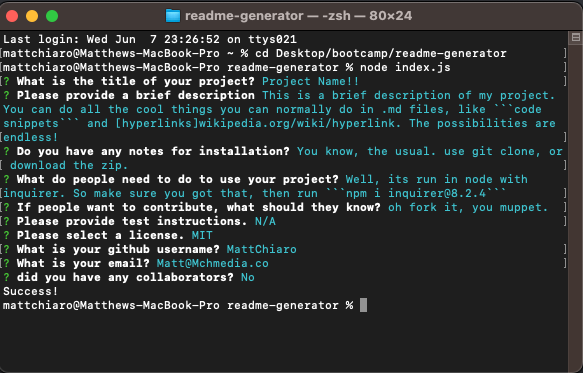 readme-generator — -zsh — 80×24
Last login: Wed Jun  7 23:26:52 on ttys021
[mattchiaro@Matthews-MacBook-Pro ~ % cd Desktop/bootcamp/readme-generator ]
[mattchiaro@Matthews-MacBook-Pro readme-generator % node index.js ]
[? What is the title of your project? Project Name!! ]
[? Please provide a brief description This is a brief description of my project.
You can do all the cool things you can normally do in .md files, like ```code
snippets``` and [hyperlinks]wikipedia.org/wiki/hyperlink. The possibilities are
[endless! ]
? Do you have any notes for installation? You know, the usual. use git clone, or
[ download the zip. ]
? What do people need to do to use your project? Well, its run in node with
[inquirer. So make sure you got that, then run ```npm i inquirer@8.2.4``` ]
[? If people want to contribute, what should they know? oh fork it, you muppet. ]
[? Please provide test instructions. N/A ]
? Please select a license. MIT
[? What is your github username? MattChiaro ]
[? What is your email? Matt@Mchmedia.co ]
[? did you have any collaborators? No ]
Success!
mattchiaro@Matthews-MacBook-Pro readme-generator %